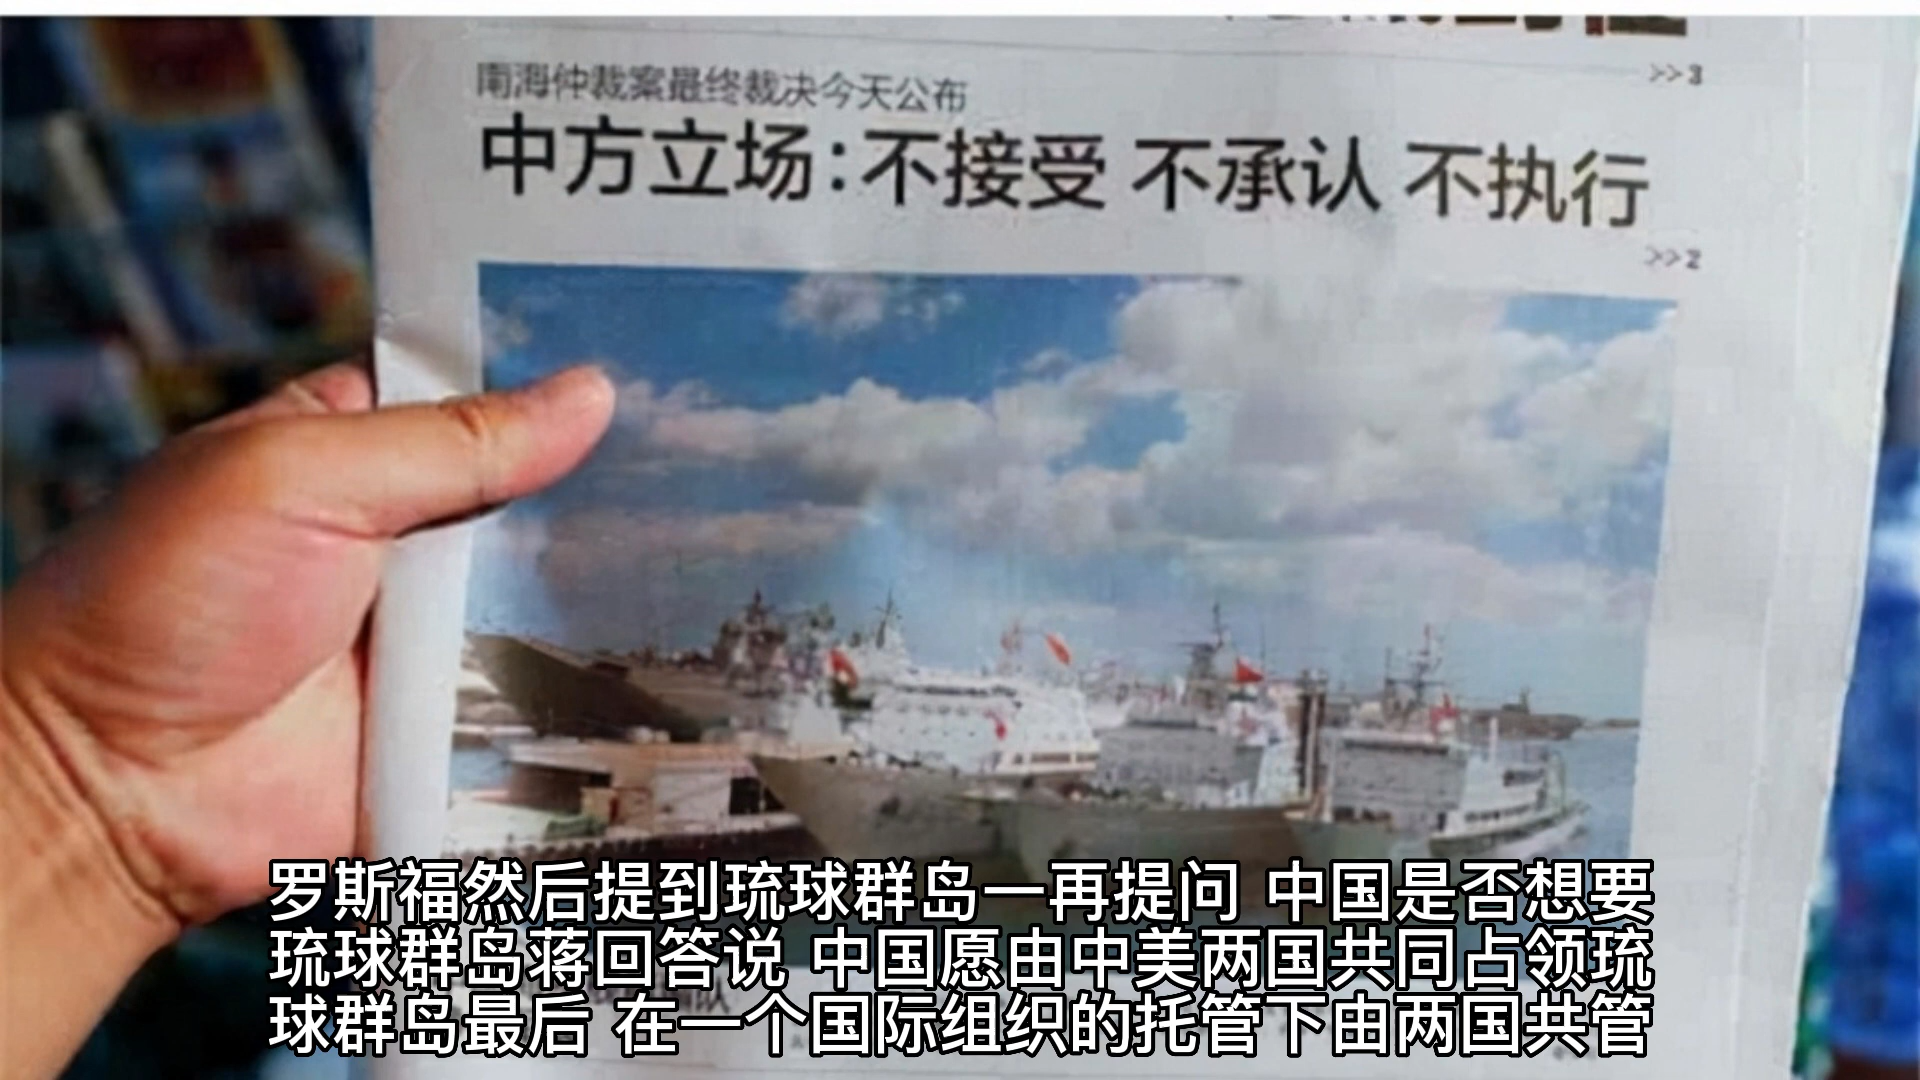 >>3
南海仲裁案最终裁决今天公布
中方立场:不接受 不承认 不执行
>>2
罗斯福然后提到琉球群岛一再提问 中国是否想要
琉球群岛蒋回答说 中国愿由中美两国共同占领琉
球群岛最后 在一个国际组织的托管下由两国共管